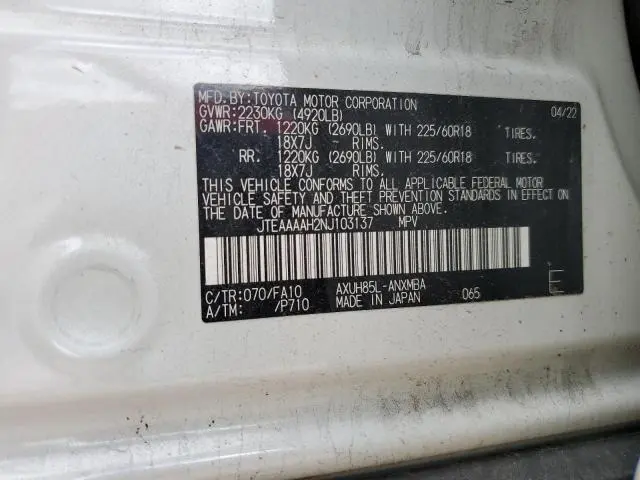 MFD. BY:TOYOTA MOTOR CORPORATION 04/22
GVWR:2230KG (4920LB)
GAWR:FRT. 1220KG (2690LB) WITH 225/60R18 TIRES.
18X7J RIMS.
RR. 1220KG (2690LB) WITH 225/60R18 TIRES.
18X7J RIMS.
THIS VEHICLE CONFORMS TO ALL APPLICABLE FEDERAL MOTOR
VEHICLE SAFETY AND THEFT PREVENTION STANDARDS IN EFFECT ON
THE DATE OF MANUFACTURE SHOWN ABOVE.
JTEAAAAH2NJ103137 MPV
C/TR:070/FA10 AXUH85L-ANXMBA 065
A/TM: /P710 MADE IN JAPAN
E